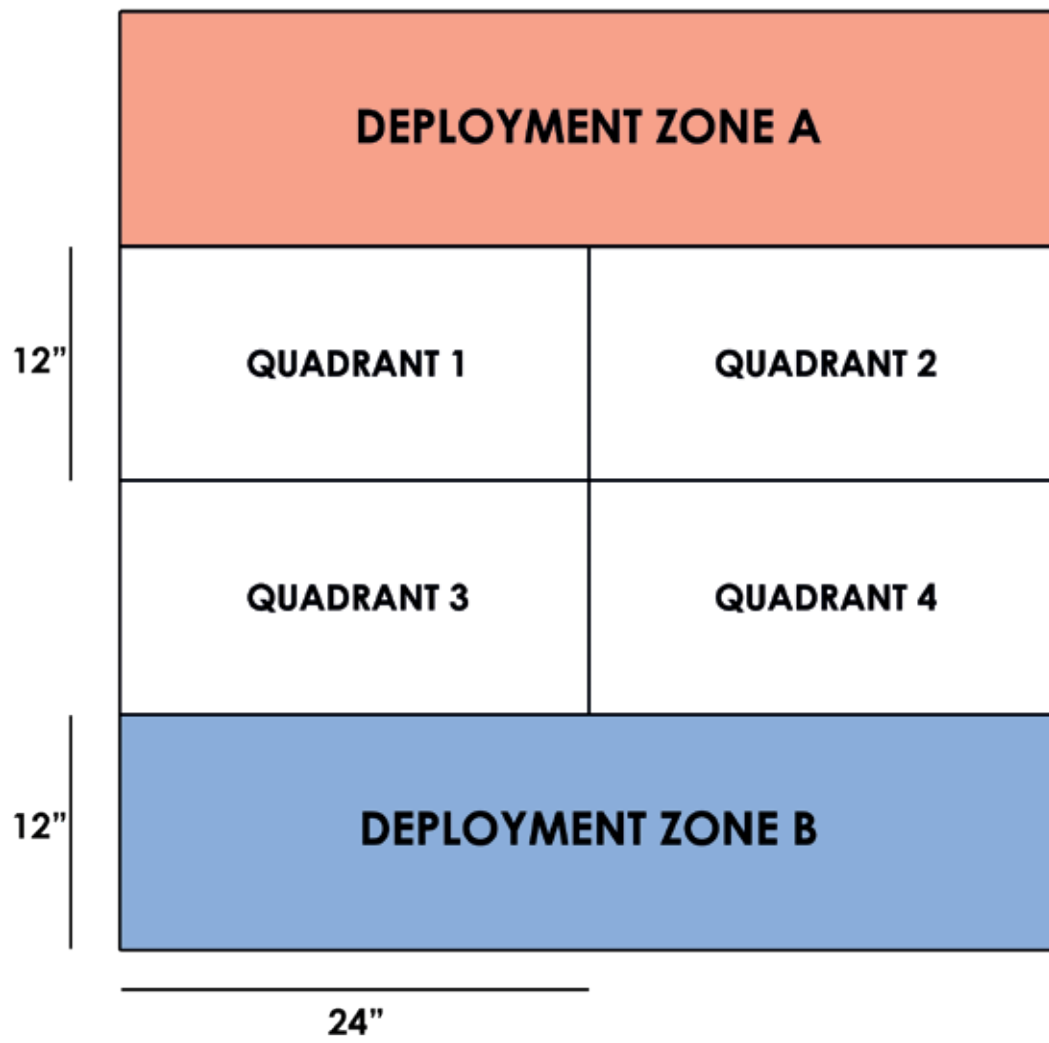 DEPLOYMENT ZONE A
12”
QUADRANT 1
QUADRANT 2
QUADRANT 3
QUADRANT 4
12”
DEPLOYMENT ZONE B
24”